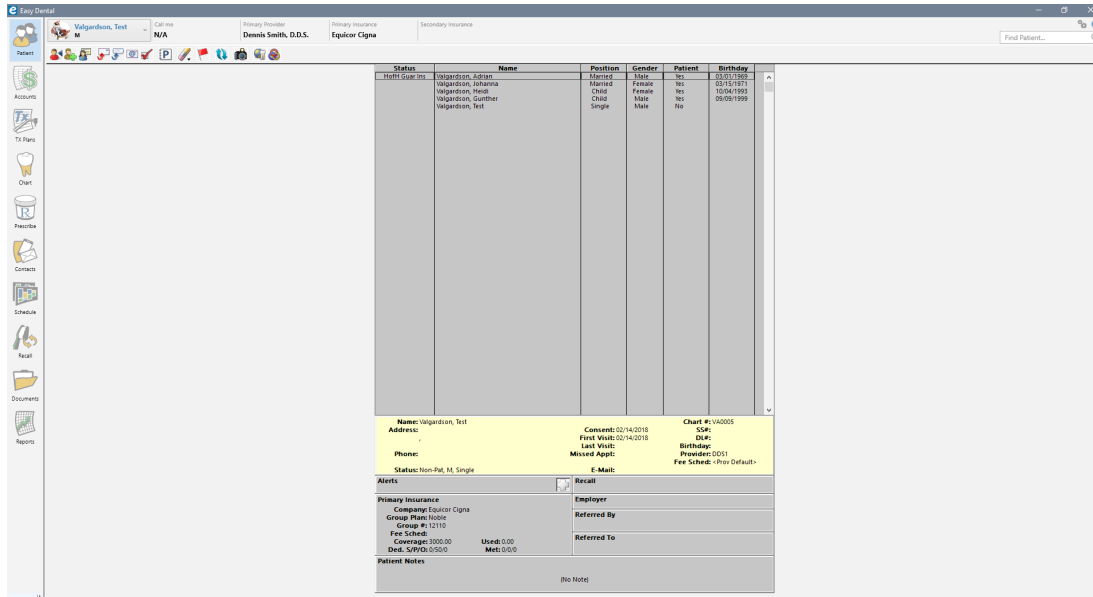 Easy Dental
Valgardson, Test
M
Call me
N/A
Primary Provider
Dennis Smith, D.D.S.
Primary Insurance
Equicor Cigna
Secondary Insurance
Find Patient...
Patient
Accounts
TX Plans
Chart
Prescribe
Contacts
Schedule
Recall
Documents
Reports
Status Name Position Gender Patient Birthday
HofH Guar Ins Valgardson, Adrian Married Male Yes 03/01/1969
Valgardson, Johanna Married Female Yes 03/15/1971
Valgardson, Heidi Child Female Yes 10/04/1993
Valgardson, Gunther Child Male Yes 09/09/1999
Valgardson, Test Single Male No
Name: Valgardson, Test Chart #: VA0005
Address: Consent: 02/14/2018 SS#:
, First Visit: 02/14/2018 DL#:
Last Visit: Birthday:
Phone: Missed Appt: Provider: DDS1
Fee Sched: <Prov Default>
Status: Non-Pat, M, Single E-Mail:
Alerts Recall
Primary Insurance Employer
Company: Equicor Cigna
Group Plan: Noble Referred By
Group #: 12110
Fee Sched:
Coverage: 3000.00 Used: 0.00 Referred To
Ded. S/P/O: 0/50/0 Met: 0/0/0
Patient Notes
(No Note)